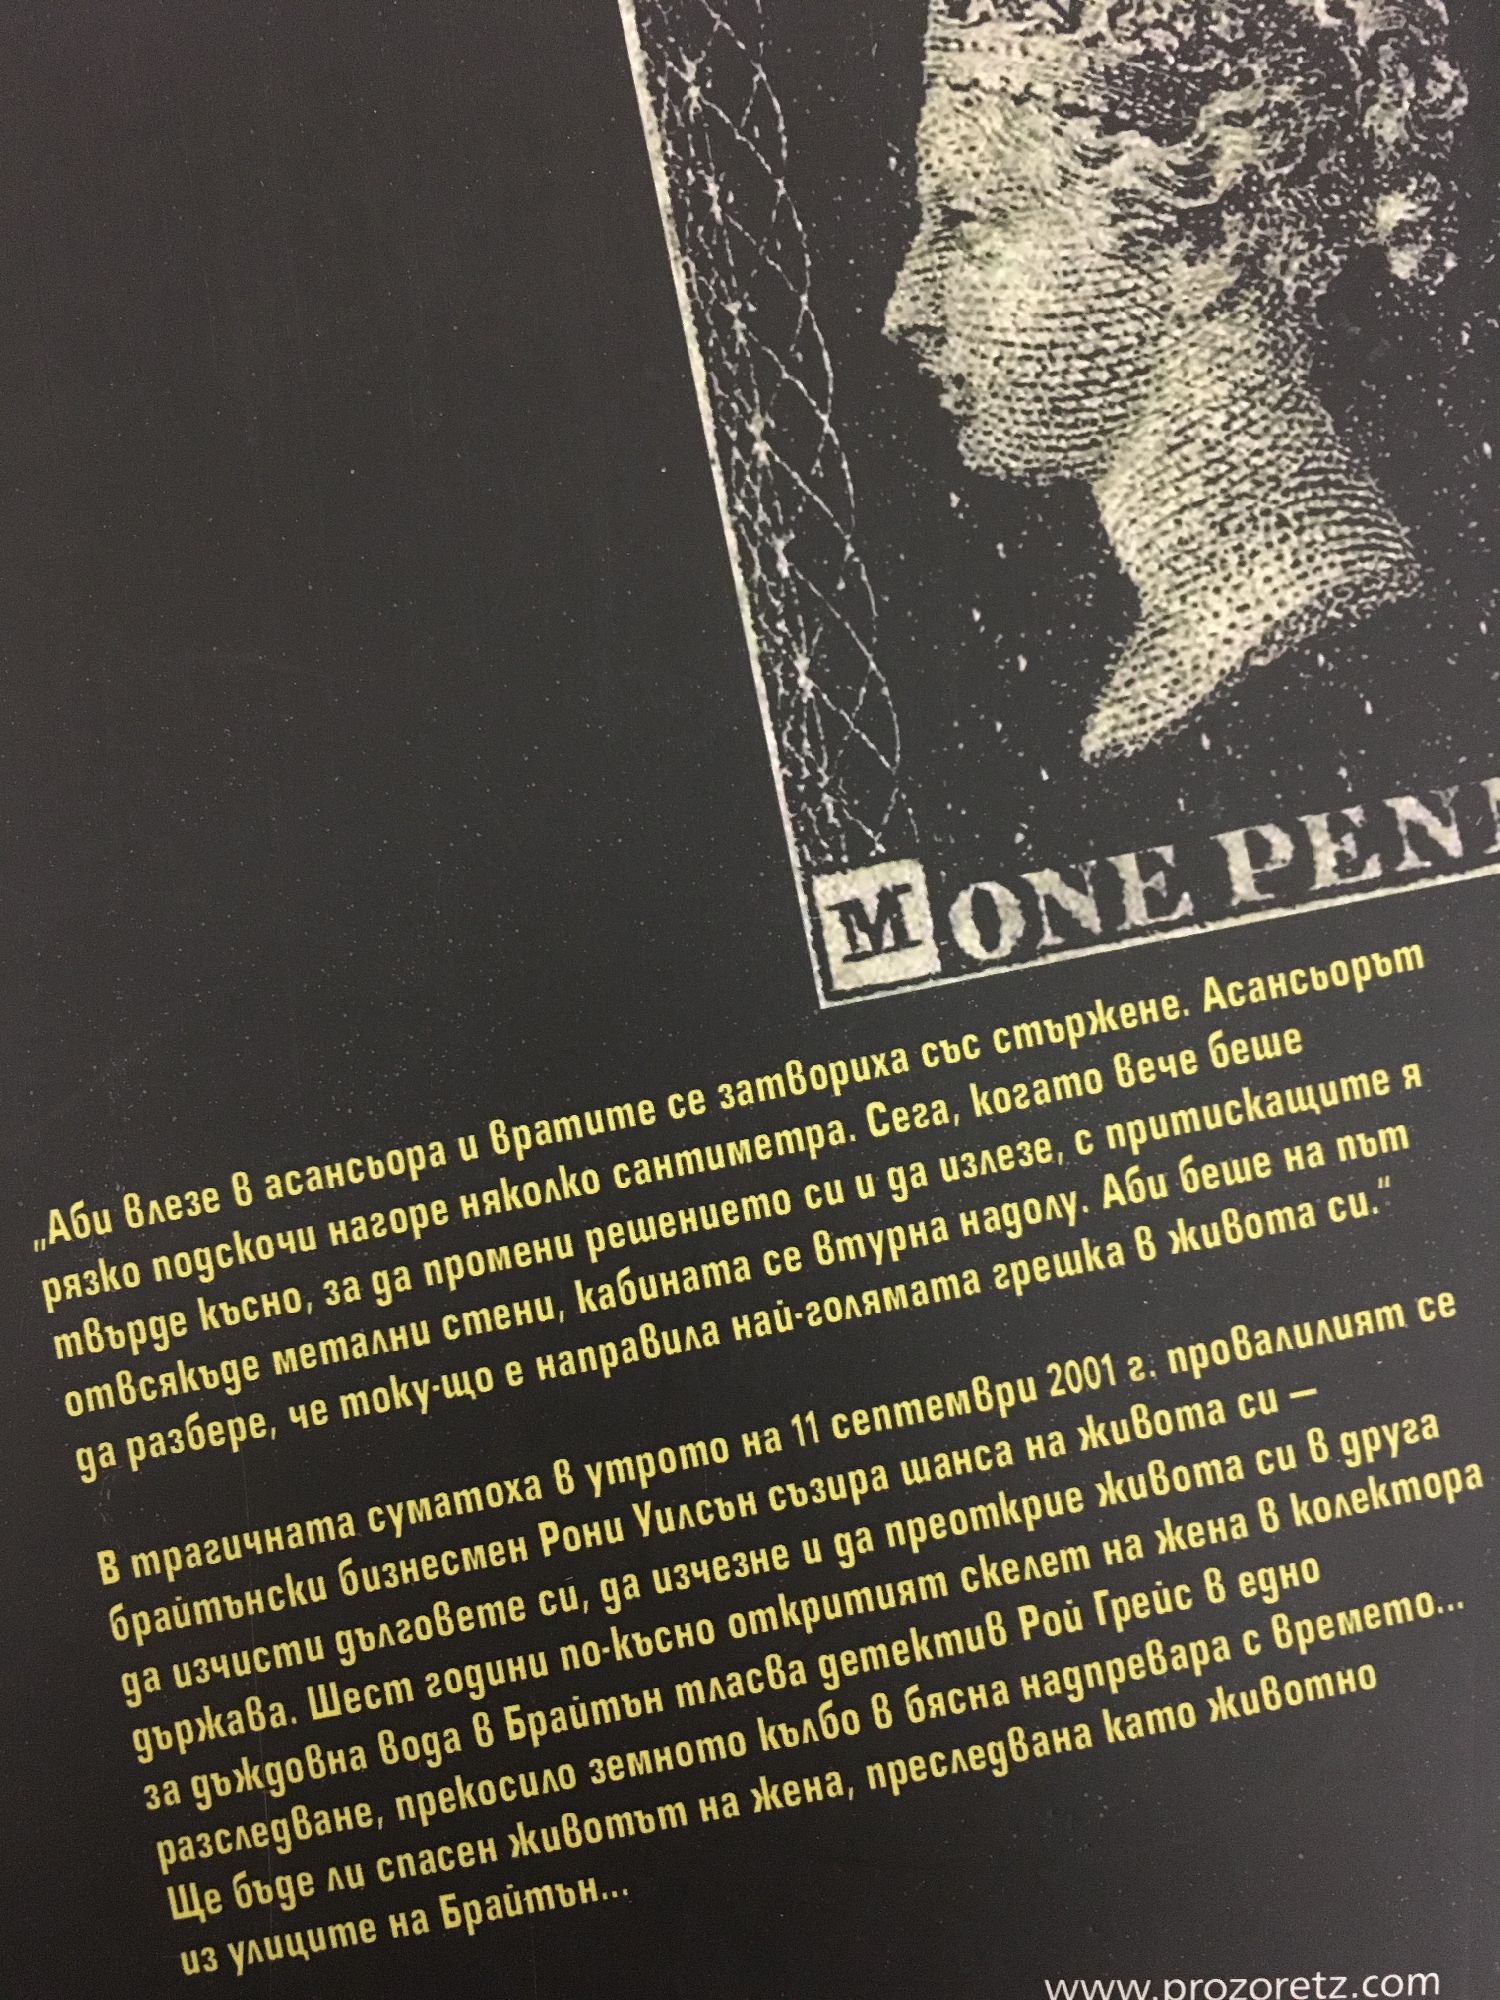 M ONE PEN
„Аби влезе в асансьора и вратите се затвориха със стържене. Асансьорът
рязко подскочи нагоре няколко сантиметра. Сега, когато вече беше
твърде късно, за да промени решението си и да излезе, с притискащите я
отвсякъде метални стени, кабината се втурна надолу. Аби беше на път
да разбере, че току-що е направила най-голямата грешка в живота си.“
В трагичната суматоха в утрото на 11 септември 2001 г. провалилият се
брайтънски бизнесмен Рони Уилсън съзира шанса на живота си –
да изчисти дълговете си, да изчезне и да преоткрие живота си в друга
държава. Шест години по-късно откритият скелет на жена в колектора
за дъждовна вода в Брайтън тласва детектив Рой Грейс в едно
разследване, прекосило земното кълбо в бясна надпревара с времето...
Ще бъде ли спасен животът на жена, преследвана като животно
из улиците на Брайтън...
www.prozoretz.com